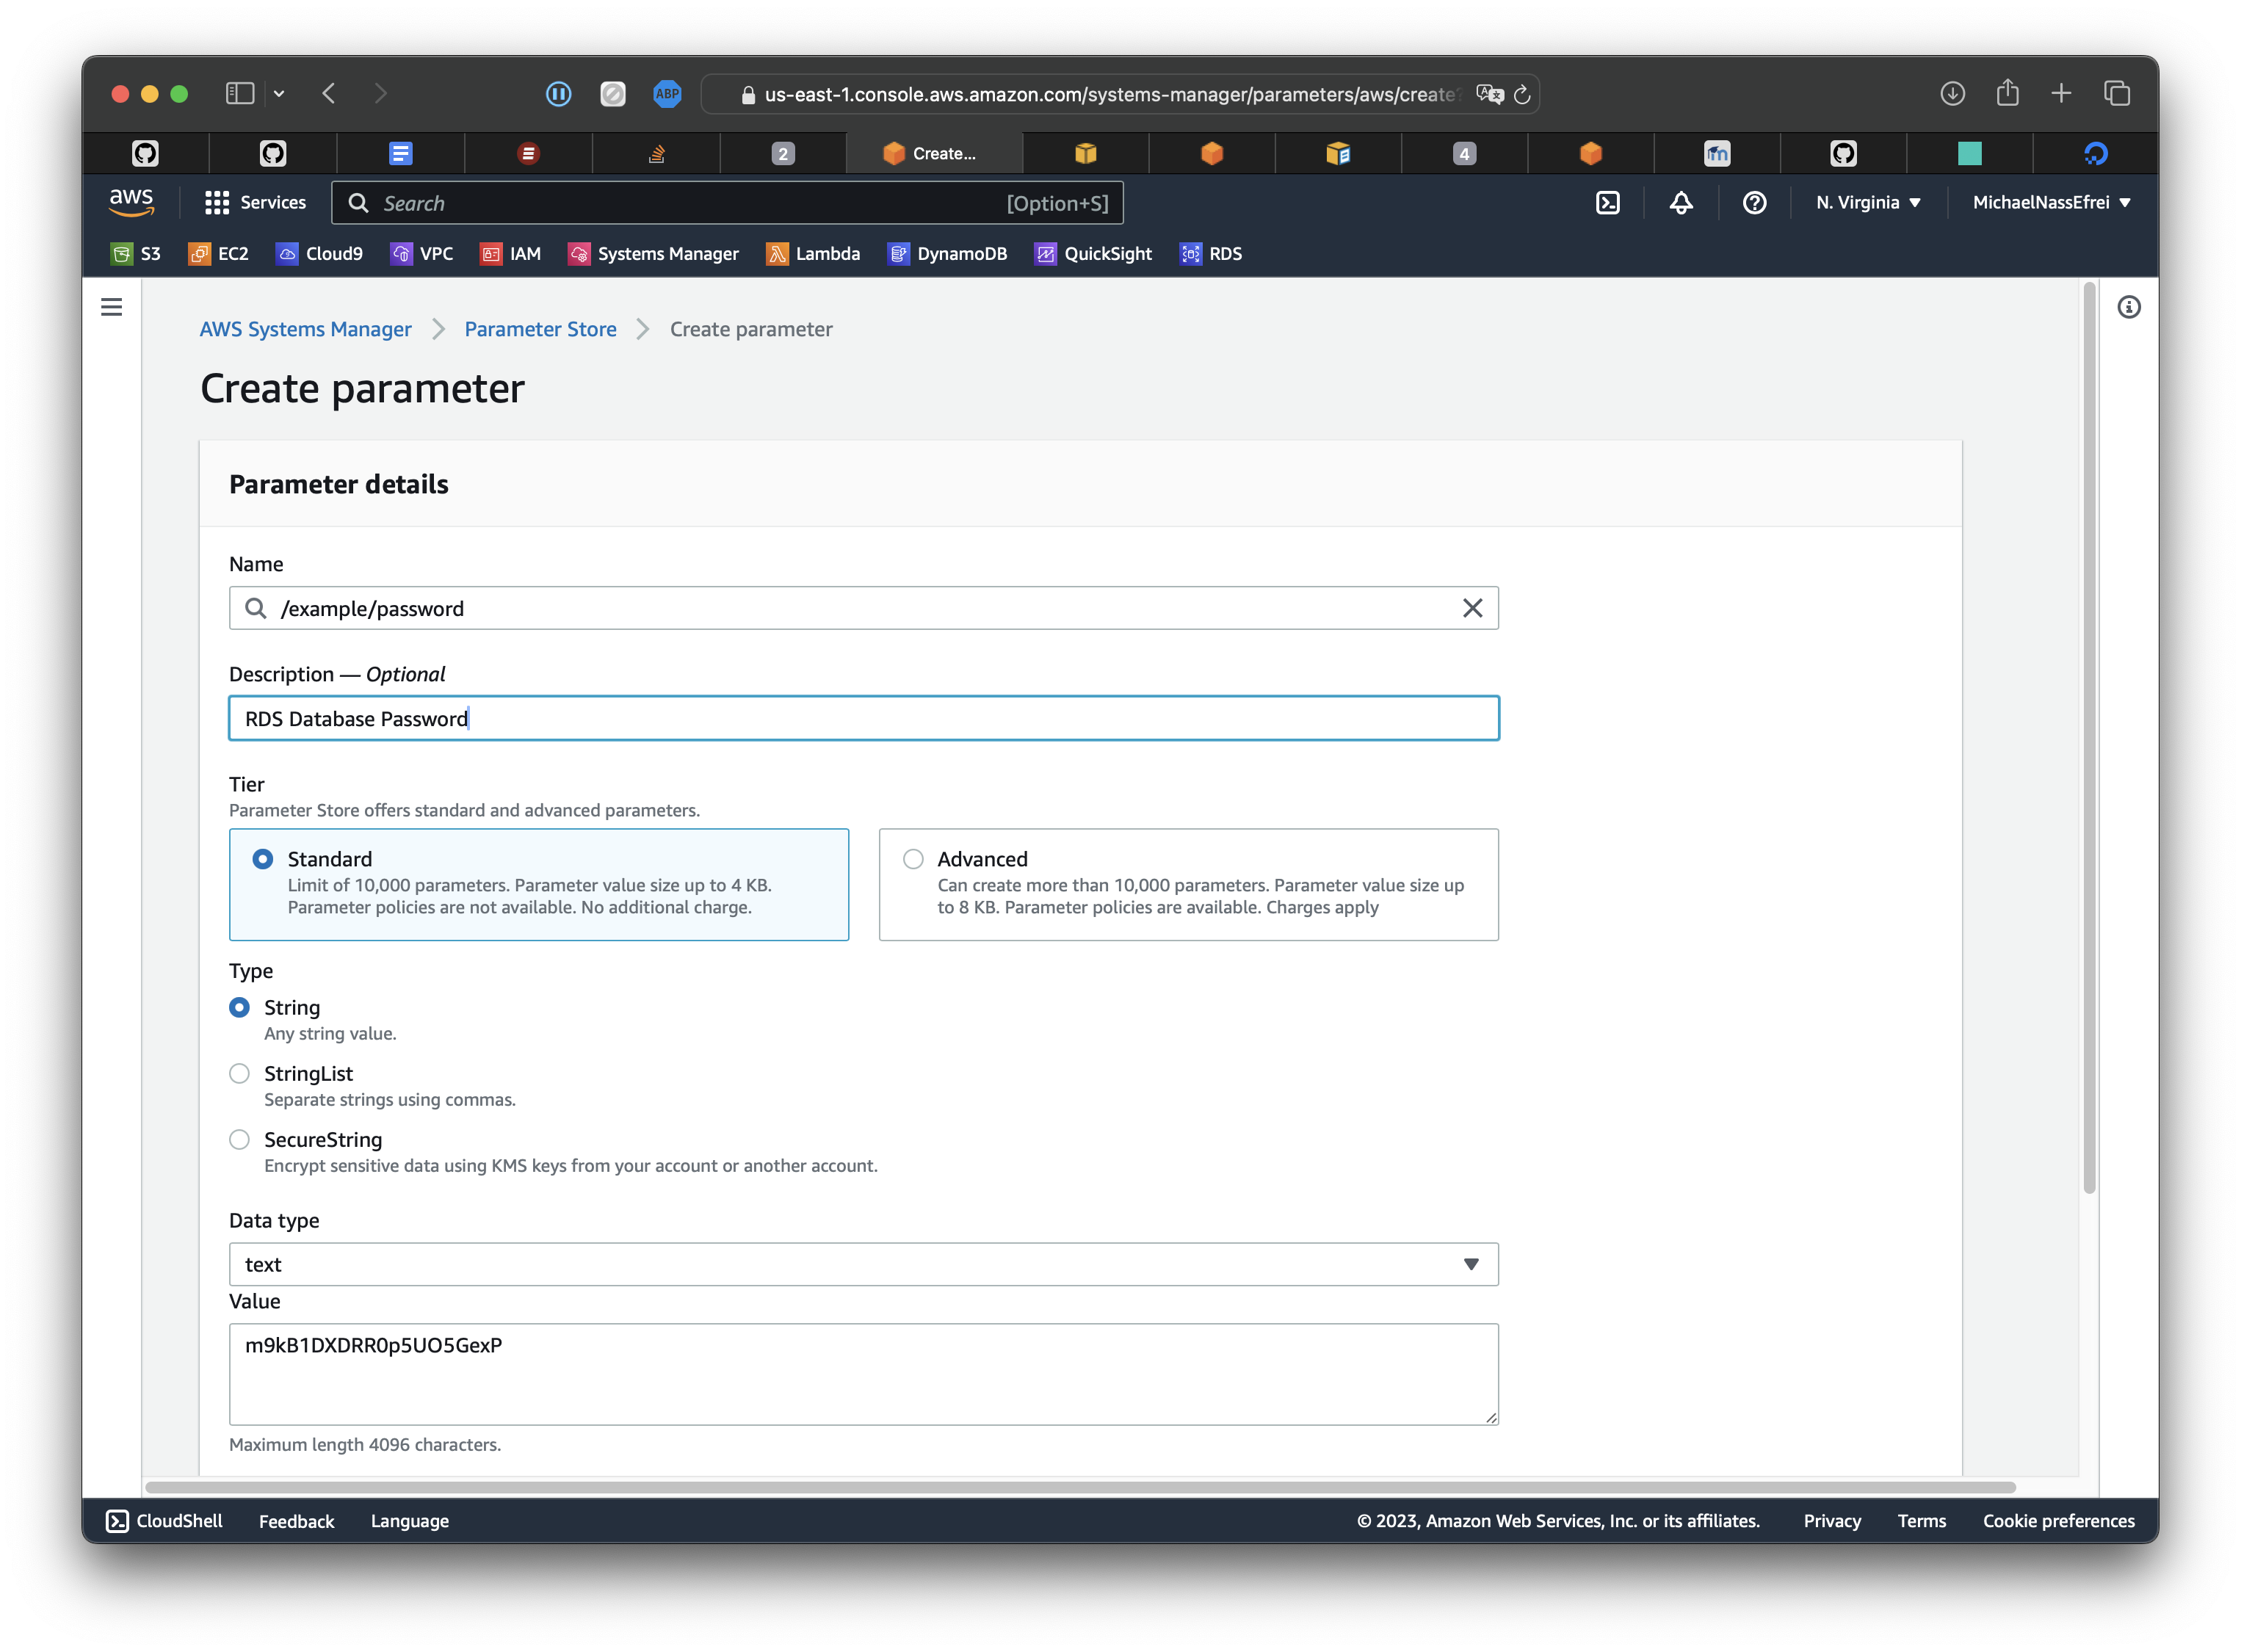 ABP
us-east-1.console.aws.amazon.com/systems-manager/parameters/aws/create?
2
Create...
4
m
aws
Services
Search
[Option+S]
N. Virginia
MichaelNassEfrei
S3
EC2
Cloud9
VPC
IAM
Systems Manager
Lambda
DynamoDB
QuickSight
RDS
AWS Systems Manager
Parameter Store
Create parameter
Create parameter
Parameter details
Name
/example/password
Description — Optional
RDS Database Password
Tier
Parameter Store offers standard and advanced parameters.
Standard
Limit of 10,000 parameters. Parameter value size up to 4 KB.
Parameter policies are not available. No additional charge.
Advanced
Can create more than 10,000 parameters. Parameter value size up
to 8 KB. Parameter policies are available. Charges apply
Type
String
Any string value.
StringList
Separate strings using commas.
SecureString
Encrypt sensitive data using KMS keys from your account or another account.
Data type
text
Value
m9kB1DXDRR0p5UO5GexP
Maximum length 4096 characters.
CloudShell
Feedback
Language
© 2023, Amazon Web Services, Inc. or its affiliates.
Privacy
Terms
Cookie preferences